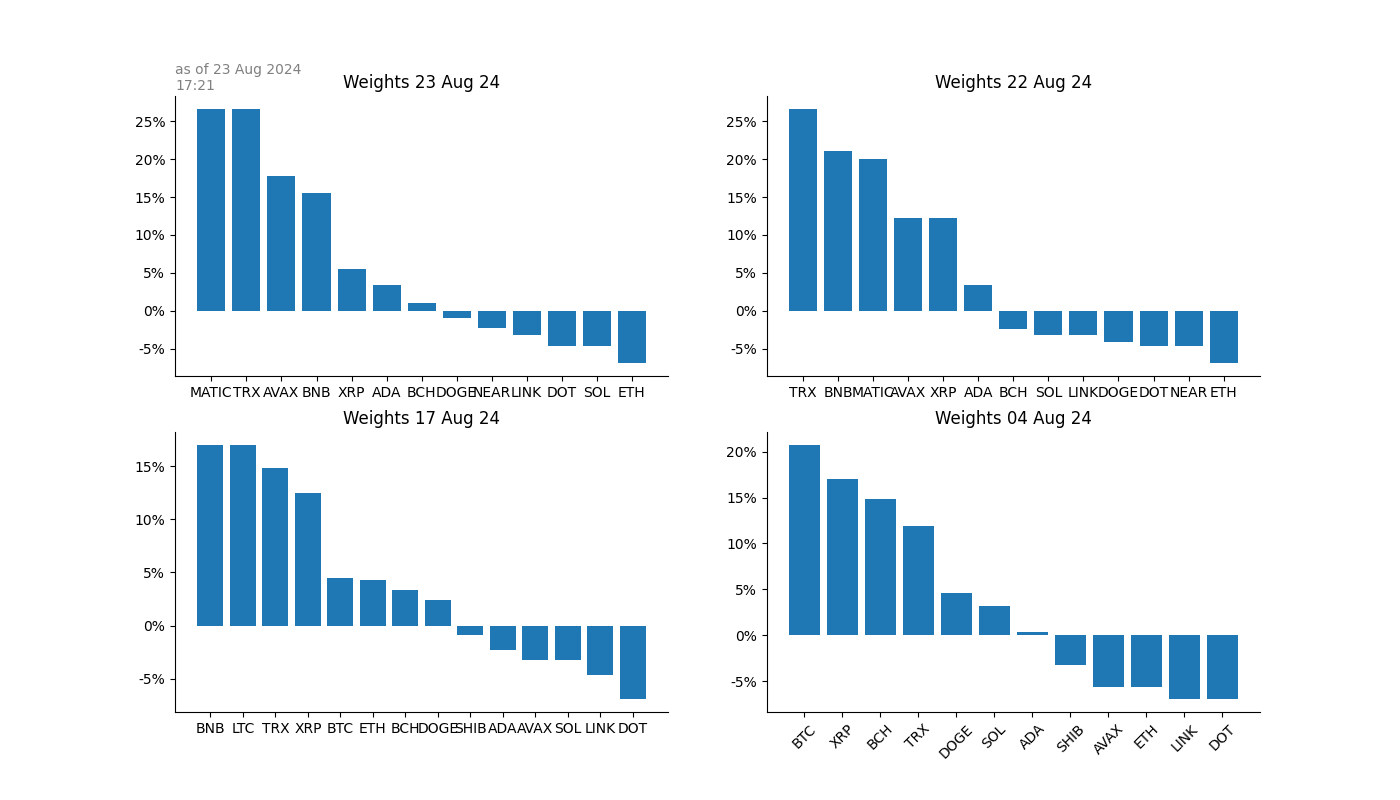 as of 23 Aug 2024
17:21
Weights 23 Aug 24
25%
20%
15%
10%
5%
0%
-5%
MATIC TRX AVAX BNB XRP ADA BCH DOGE NEAR LINK DOT SOL ETH
Weights 22 Aug 24
25%
20%
15%
10%
5%
0%
-5%
TRX BNB MATIC AVAX XRP ADA BCH SOL LINK DOGE DOT NEAR ETH
Weights 17 Aug 24
15%
10%
5%
0%
-5%
BNB LTC TRX XRP BTC ETH BCH DOGE SHIB ADA AVAX SOL LINK DOT
Weights 04 Aug 24
20%
15%
10%
5%
0%
-5%
BTC XRP BCH TRX DOGE SOL ADA SHIB AVAX ETH LINK DOT